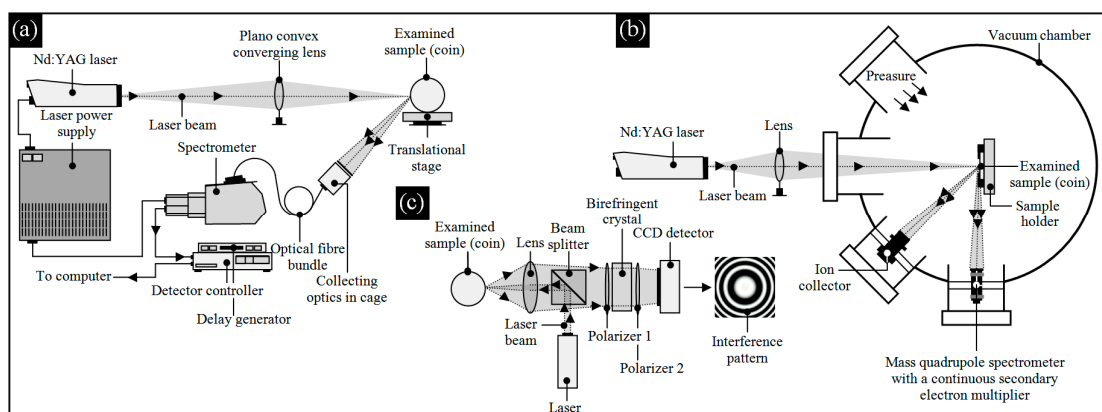 (a)
Nd:YAG laser
Plano convex
converging lens
Examined
sample (coin)
Laser power
supply
Laser beam
Spectrometer
Translational
stage
Optical fibre
bundle
Collecting
optics in cage
To computer
Detector controller
Delay generator
(b)
Vacuum chamber
Preasure
Nd:YAG laser
Lens
Laser beam
Examined
sample (coin)
Sample
holder
Ion
collector
Mass quadrupole spectrometer
with a continuous secondary
electron multiplier
(c)
Examined
sample (coin)
Lens
Beam
splitter
Birefringent
crystal
CCD detector
Laser
beam
Polarizer 1
Polarizer 2
Interference
pattern
Laser